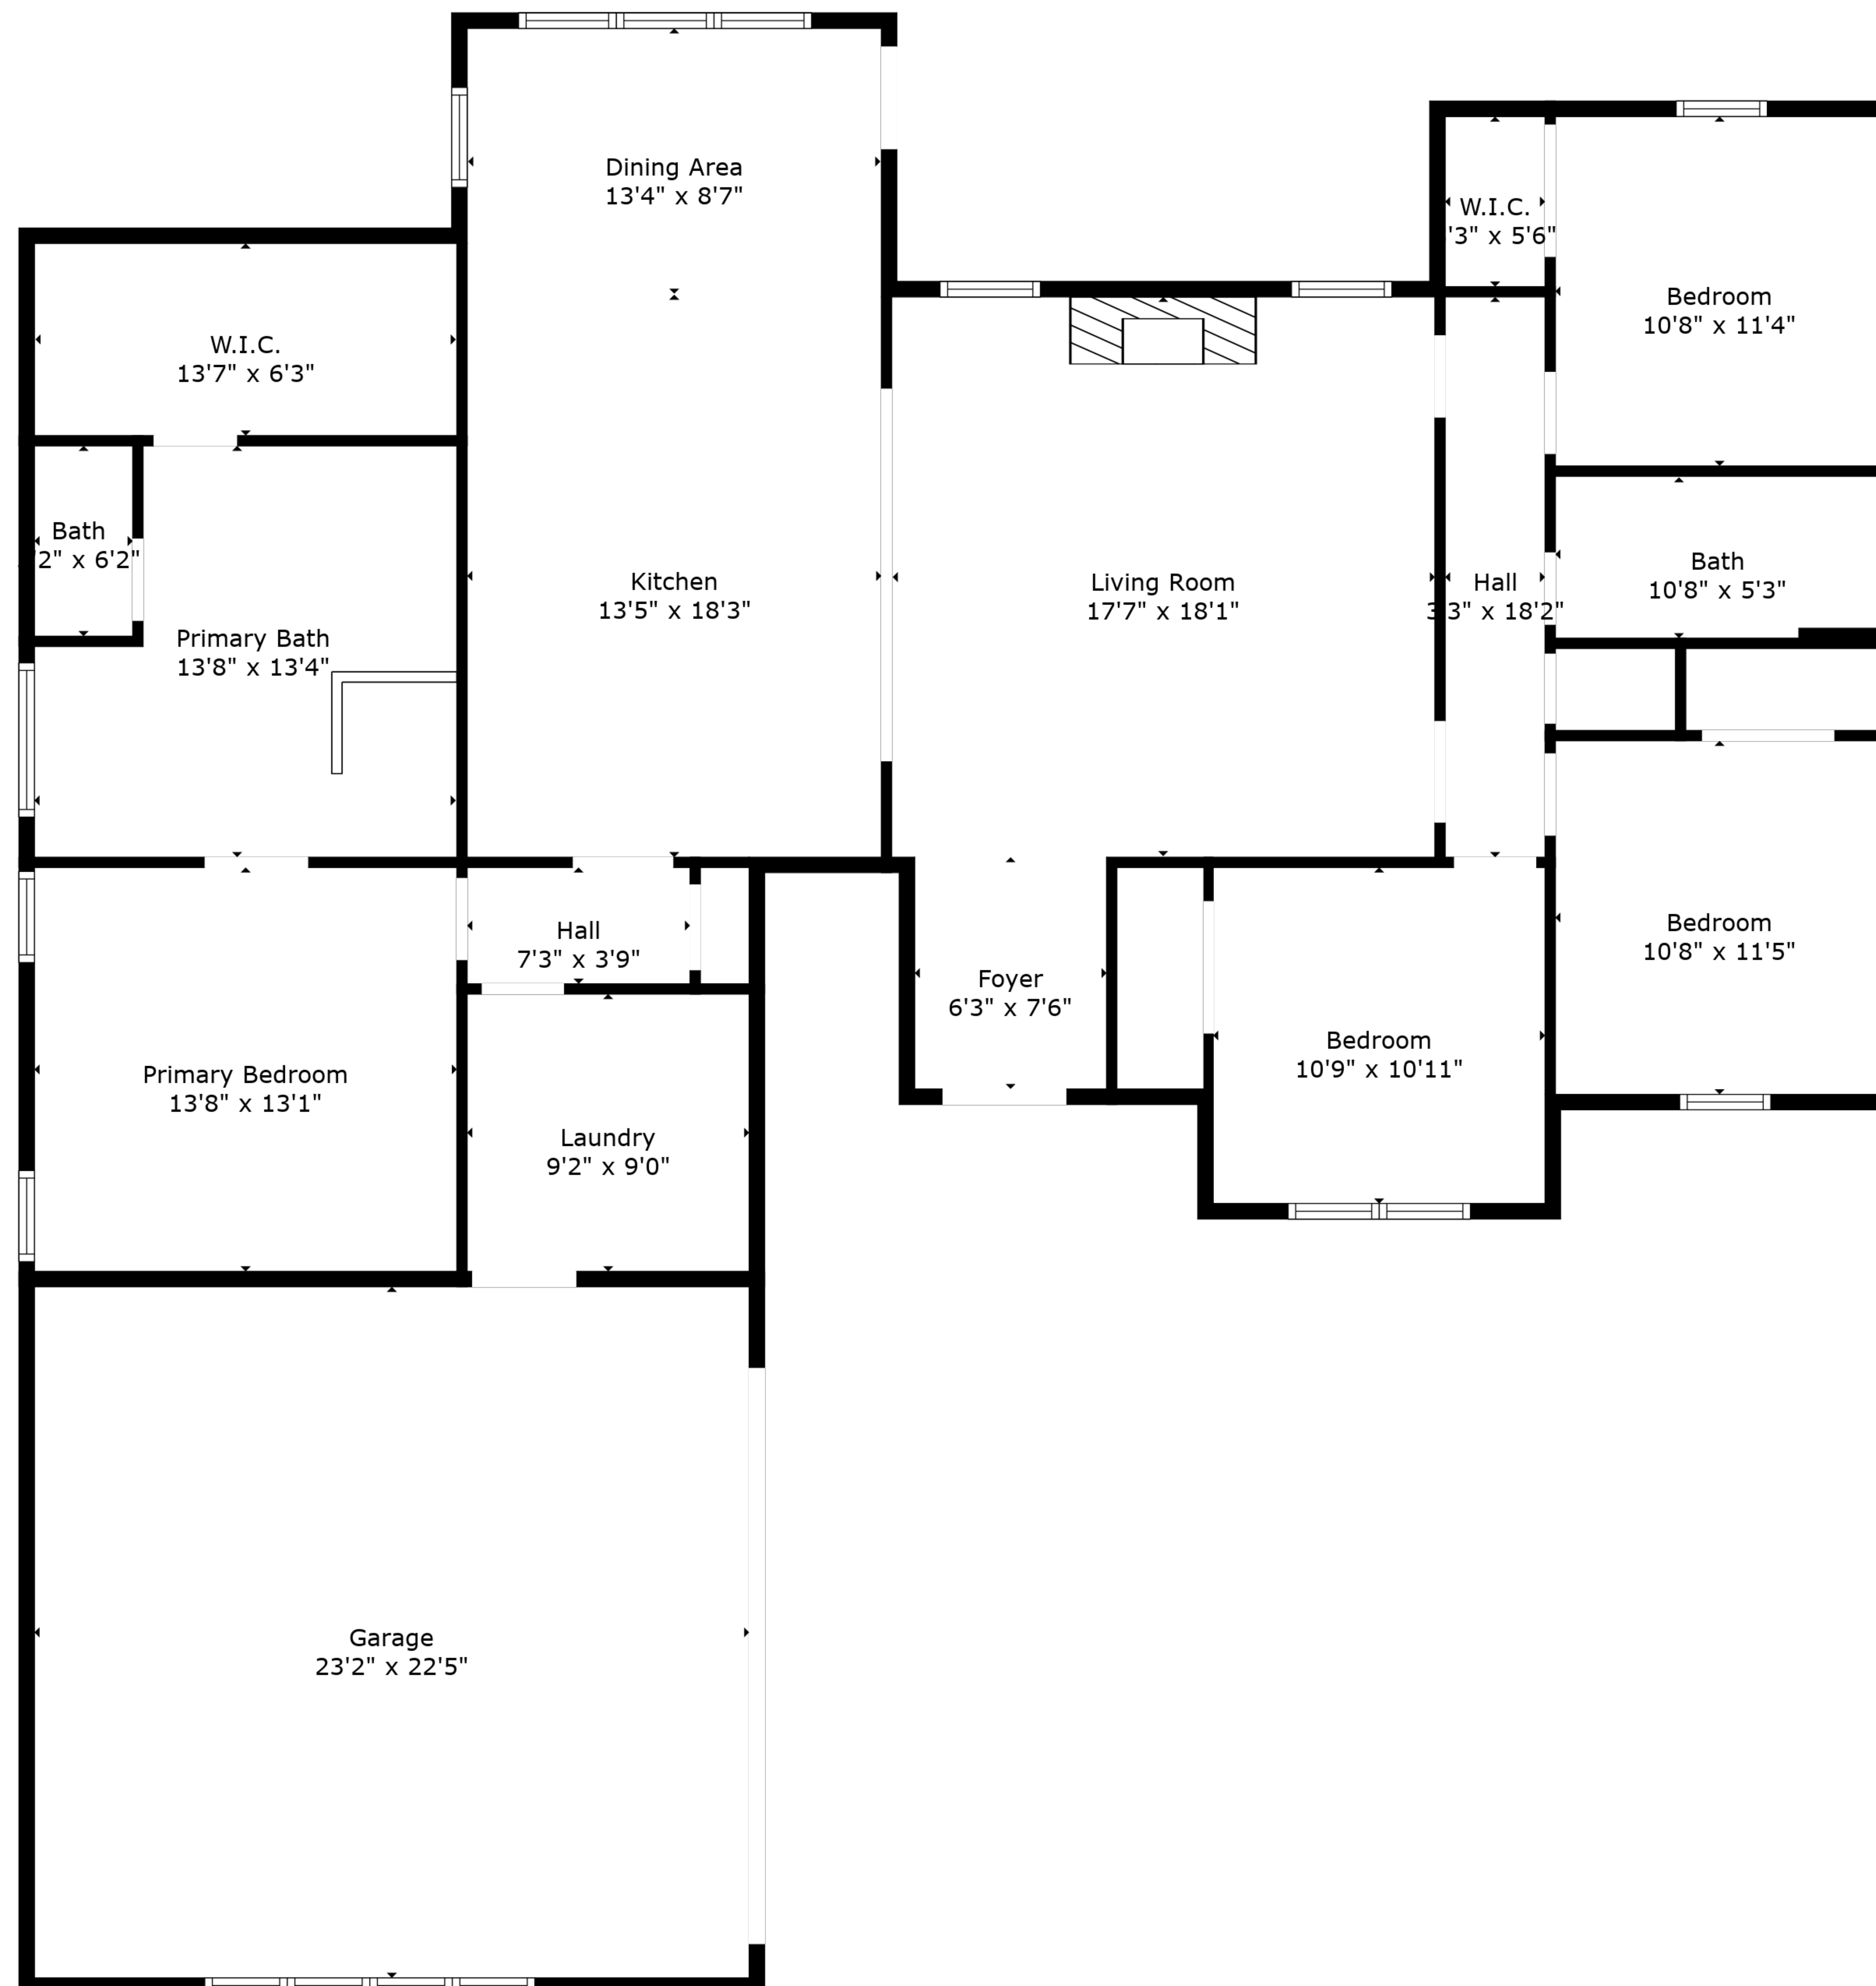 Dining Area
13'4" x 8'7"
W.I.C.
'3" x 5'6"
Bedroom
10'8" x 11'4"
W.I.C.
13'7" x 6'3"
Bath
'2" x 6'2"
Primary Bath
13'8" x 13'4"
Kitchen
13'5" x 18'3"
Living Room
17'7" x 18'1"
Hall
3'3" x 18'2"
Bath
10'8" x 5'3"
Hall
7'3" x 3'9"
Foyer
6'3" x 7'6"
Bedroom
10'8" x 11'5"
Primary Bedroom
13'8" x 13'1"
Laundry
9'2" x 9'0"
Bedroom
10'9" x 10'11"
Garage
23'2" x 22'5"